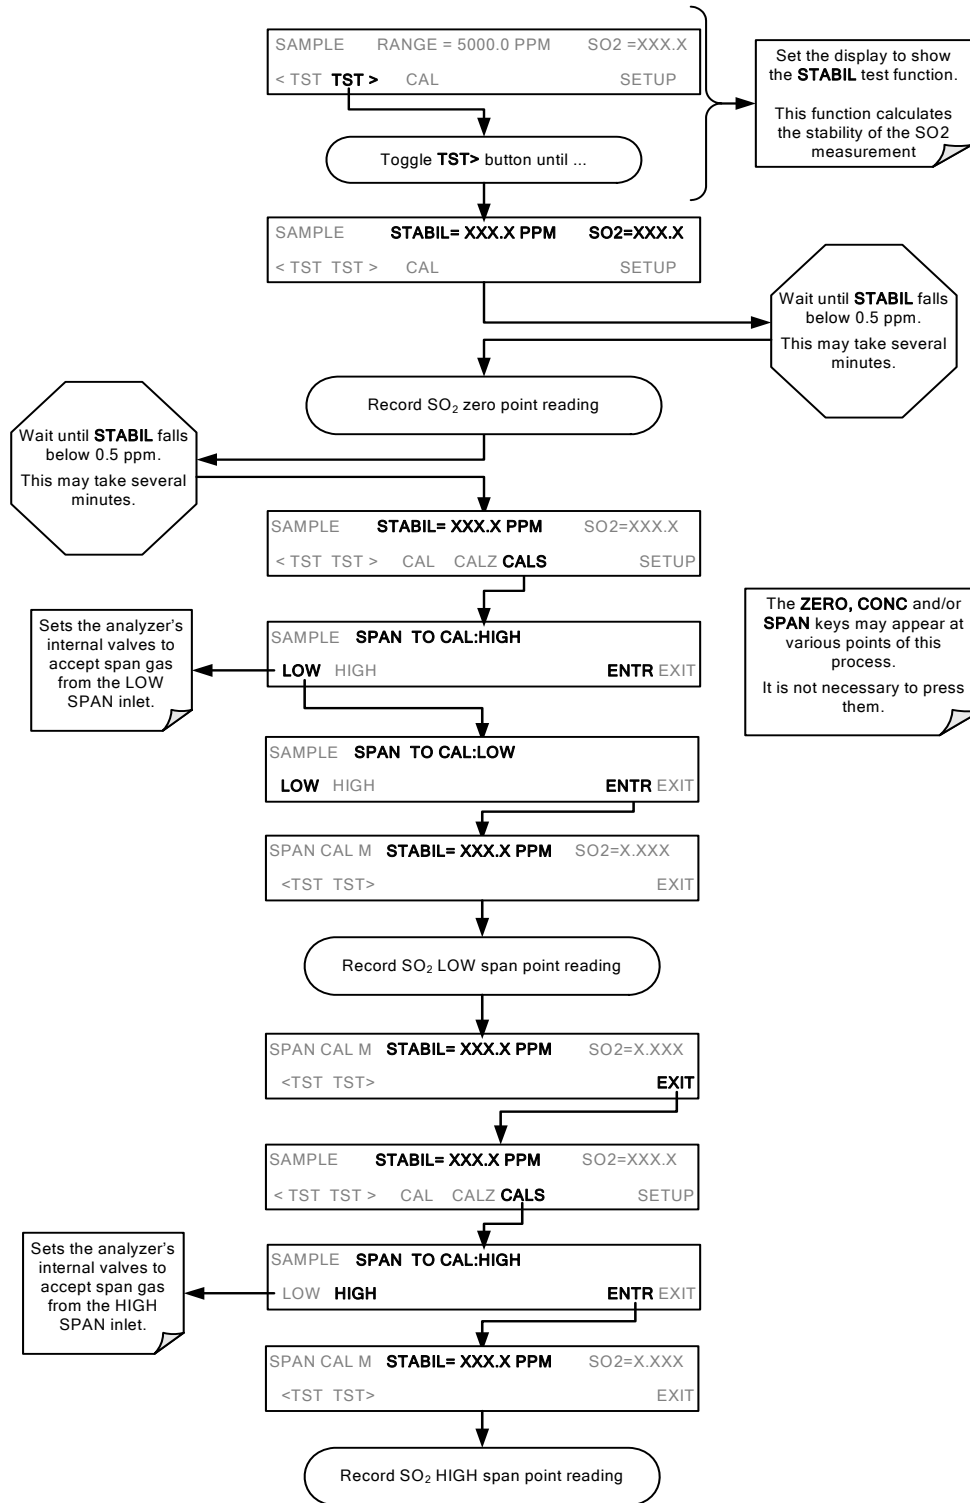 SAMPLE RANGE = 5000.0 PPM SO2 =XXX.X
< TST TST > CAL SETUP
Set the display to show
the STABIL test function.
This function calculates
the stability of the SO2
measurement
Toggle TST> button until ...
SAMPLE STABIL= XXX.X PPM SO2=XXX.X
< TST TST > CAL SETUP
Wait until STABIL falls
below 0.5 ppm.
This may take several
minutes.
Record SO₂ zero point reading
Wait until STABIL falls
below 0.5 ppm.
This may take several
minutes.
SAMPLE STABIL= XXX.X PPM SO2=XXX.X
< TST TST > CAL CALZ CALS SETUP
Sets the analyzer's
internal valves to
accept span gas
from the LOW
SPAN inlet.
SAMPLE SPAN TO CAL:HIGH
LOW HIGH ENTR EXIT
The ZERO, CONC and/or
SPAN keys may appear at
various points of this
process.
It is not necessary to press
them.
SAMPLE SPAN TO CAL:LOW
LOW HIGH ENTR EXIT
SPAN CAL M STABIL= XXX.X PPM SO2=X.XXX
<TST TST> EXIT
Record SO₂ LOW span point reading
SPAN CAL M STABIL= XXX.X PPM SO2=X.XXX
<TST TST> EXIT
SAMPLE STABIL= XXX.X PPM SO2=XXX.X
< TST TST > CAL CALZ CALS SETUP
Sets the analyzer's
internal valves to
accept span gas
from the HIGH
SPAN inlet.
SAMPLE SPAN TO CAL:HIGH
LOW HIGH ENTR EXIT
SPAN CAL M STABIL= XXX.X PPM SO2=X.XXX
<TST TST> EXIT
Record SO₂ HIGH span point reading